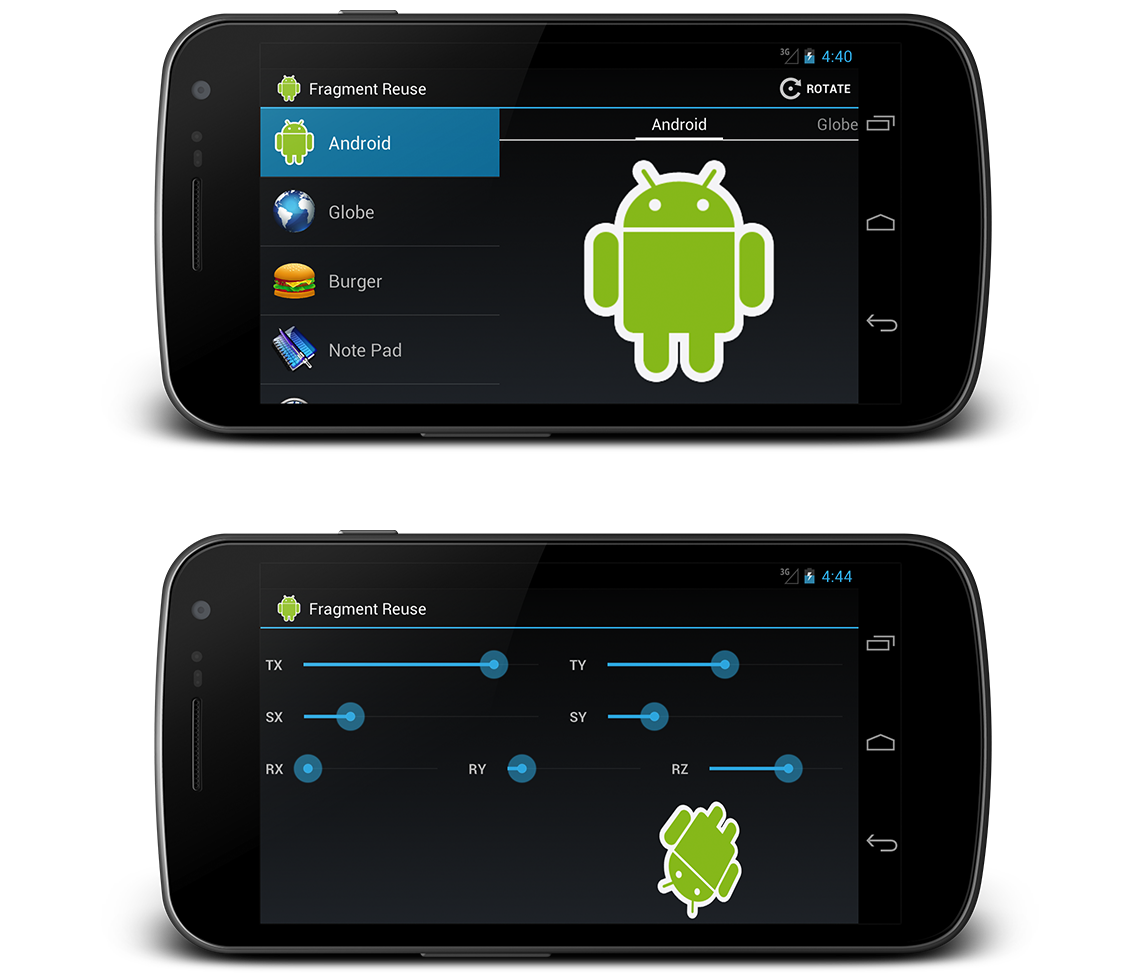 3G 4:40
Fragment Reuse ROTATE
Android Globe
Android
Globe
Burger
Note Pad
3G 4:44
Fragment Reuse
TX TY
SX SY
RX RY RZ